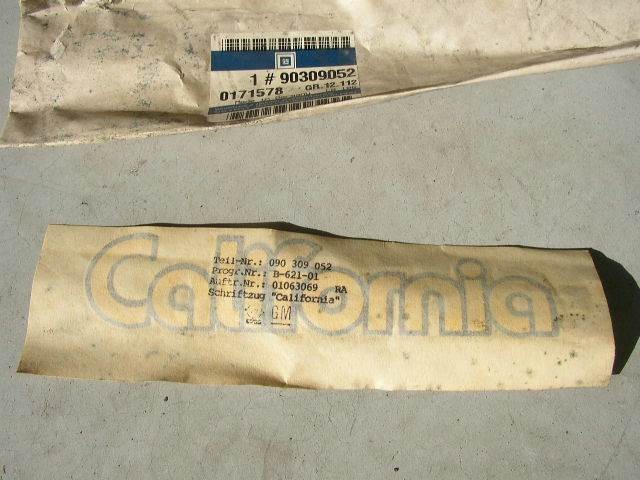 GM
1 # 90309052
0171578 GR.12 112
Teil-Nr.: 090 309 052
Progr.Nr.: B-621-01
Auftr.Nr.: 01063069 RA
Schriftzug "California"
GM
California